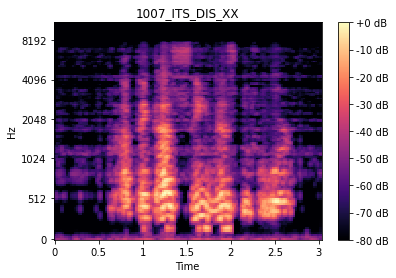 1007_ITS_DIS_XX
+0 dB
8192
-10 dB
4096
-20 dB
-30 dB
2048
Hz
-40 dB
1024
-50 dB
512
-60 dB
-70 dB
0
-80 dB
0 0.5 1 1.5 2 2.5 3
Time